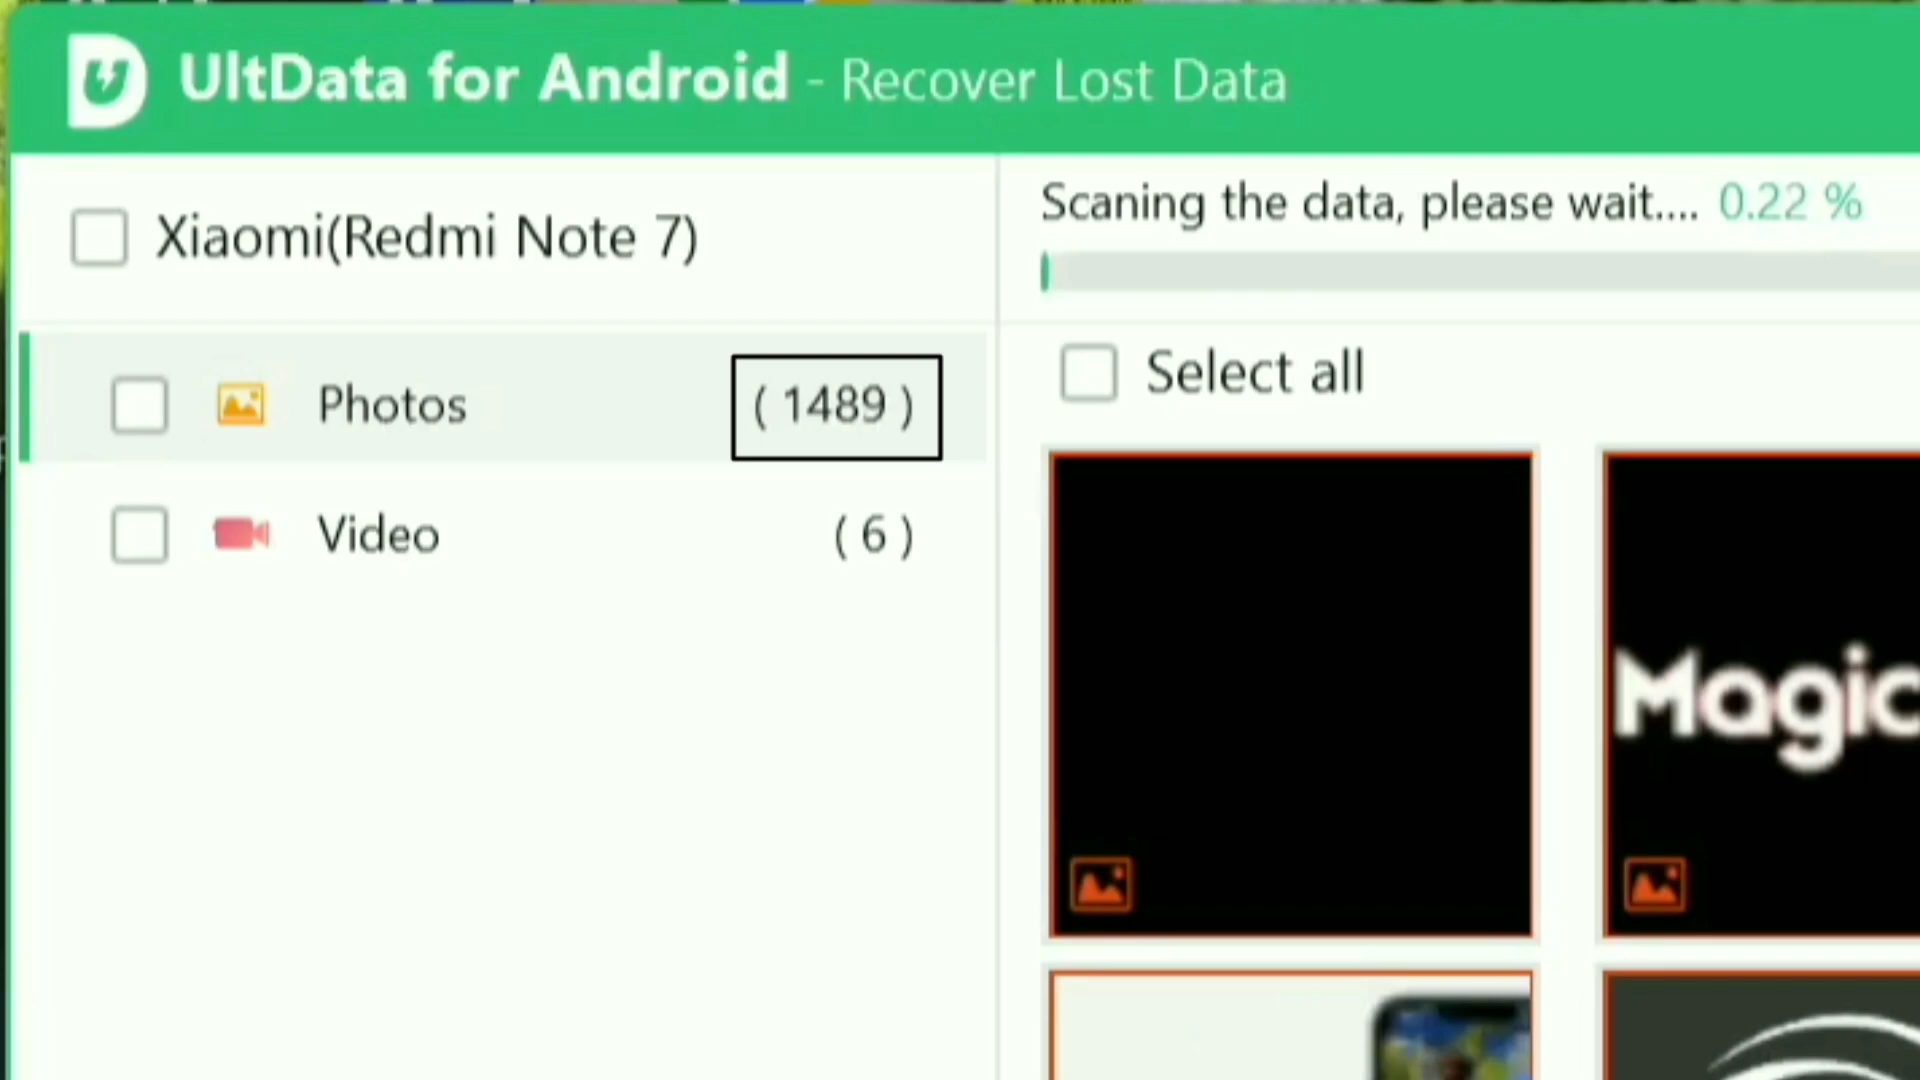 UltData for Android - Recover Lost Data
Xiaomi(Redmi Note 7)
Scaning the data, please wait.... 0.22 %
Photos ( 1489 )
Select all
Video ( 6 )
Magic